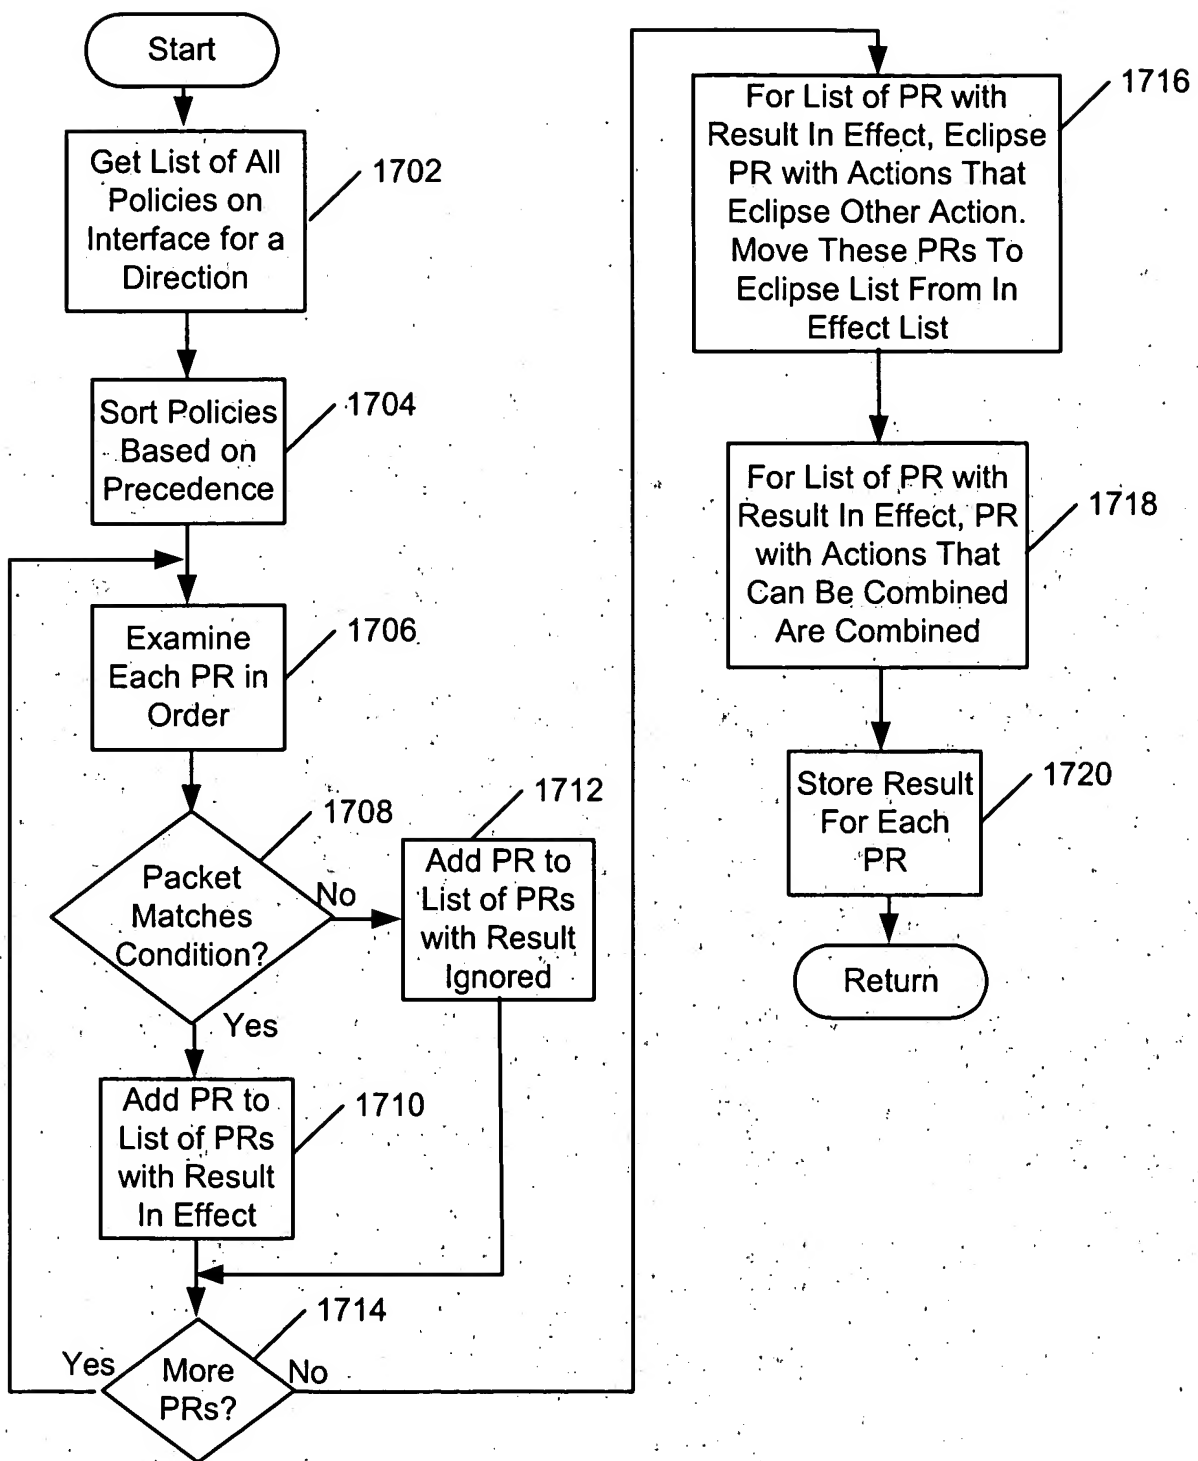 Start
Get List of All
Policies on
Interface for a
Direction
1702
Sort Policies
Based on
Precedence
1704
Examine
Each PR in
Order
1706
Packet
Matches
Condition?
1708
No
Yes
Add PR to
List of PRs
with Result
Ignored
1712
Add PR to
List of PRs
with Result
In Effect
1710
More
PRs?
1714
Yes
No
For List of PR with
Result In Effect, Eclipse
PR with Actions That
Eclipse Other Action.
Move These PRs To
Eclipse List From In
Effect List
1716
For List of PR with
Result In Effect, PR
with Actions That
Can Be Combined
Are Combined
1718
Store Result
For Each
PR
1720
Return